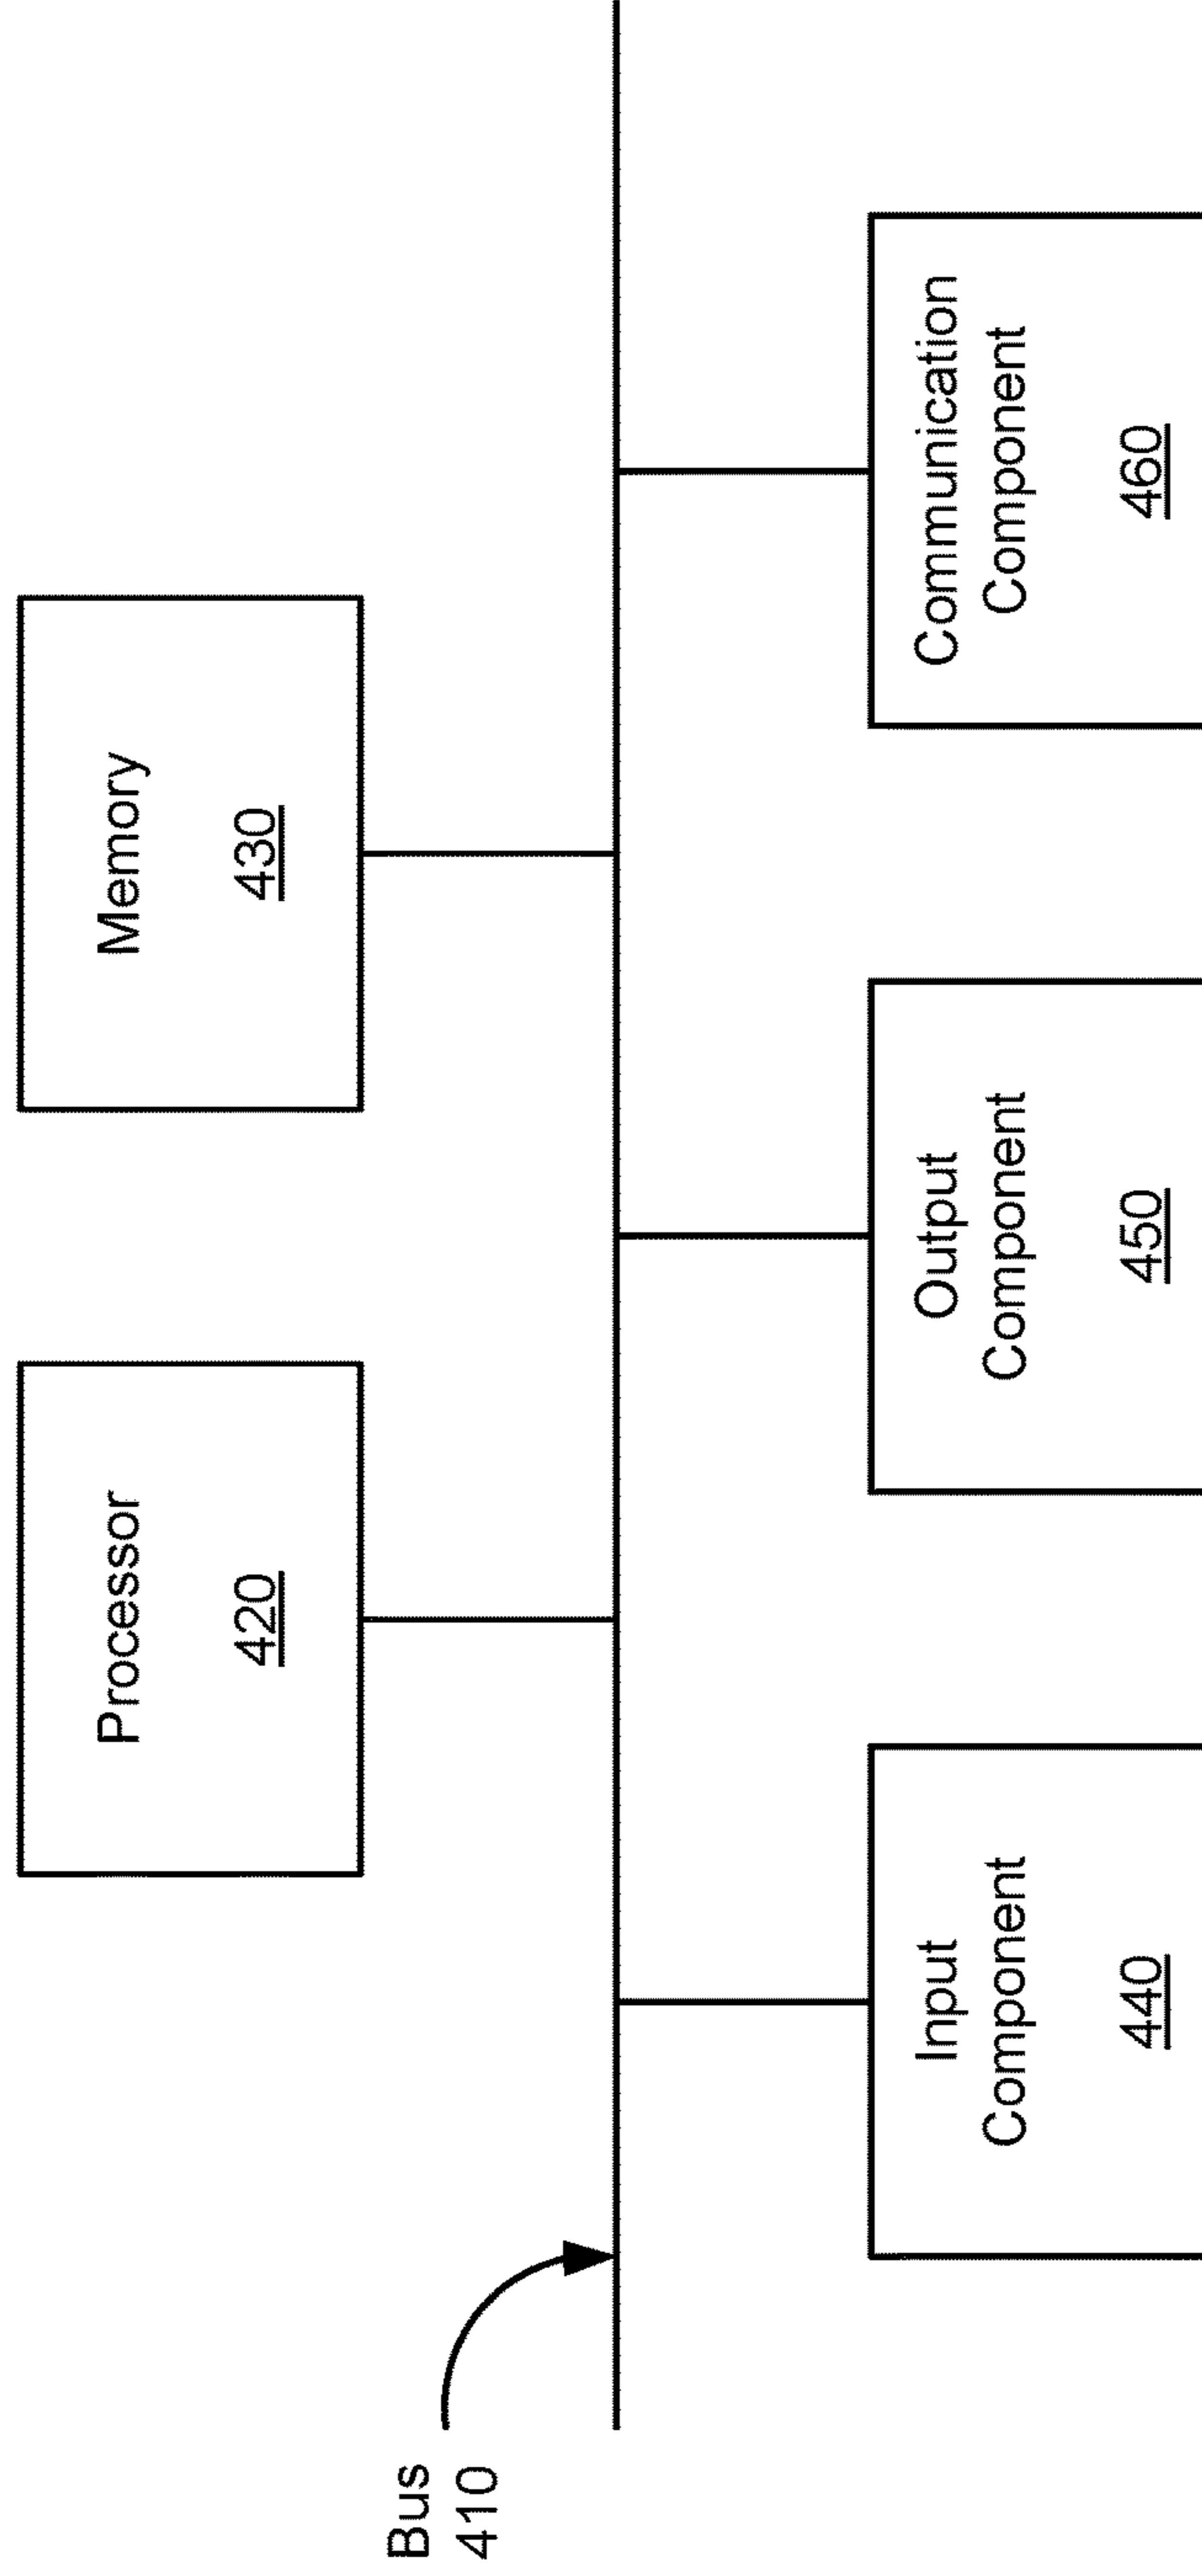 Processor
420
Memory
430
Bus
410
Input
Component
440
Output
Component
450
Communication
Component
460